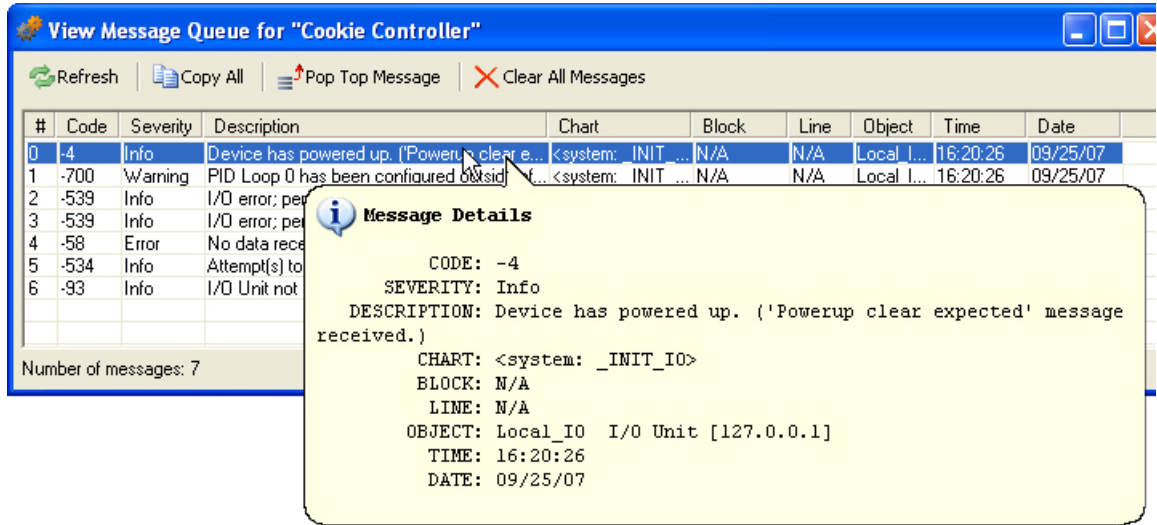 View Message Queue for "Cookie Controller"
Refresh Copy All Pop Top Message Clear All Messages
# Code Severity Description Chart Block Line Object Time Date
0 -4 Info Device has powered up. ('Powerup clear e... <system: _INIT_... N/A N/A Local_I... 16:20:26 09/25/07
1 -700 Warning PID Loop 0 has been configured <system: _INIT_... N/A N/A Local_I... 16:20:26 09/25/07
2 -539 Info I/O error; per
3 -539 Info I/O error; per
4 -58 Error No data rece
5 -534 Info Attempt(s) to
6 -93 Info I/O Unit not
Number of messages: 7
Message Details
CODE: -4
SEVERITY: Info
DESCRIPTION: Device has powered up. ('Powerup clear expected' message
received.)
CHART: <system: _INIT_IO>
BLOCK: N/A
LINE: N/A
OBJECT: Local_IO I/O Unit [127.0.0.1]
TIME: 16:20:26
DATE: 09/25/07